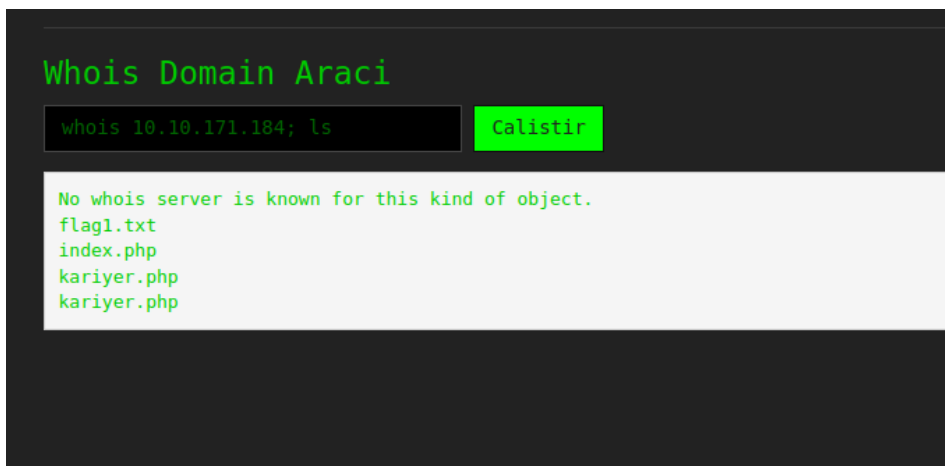 Whois Domain Araci
whois 10.10.171.184; ls
Calistir
No whois server is known for this kind of object.
flag1.txt
index.php
kariyer.php
kariyer.php